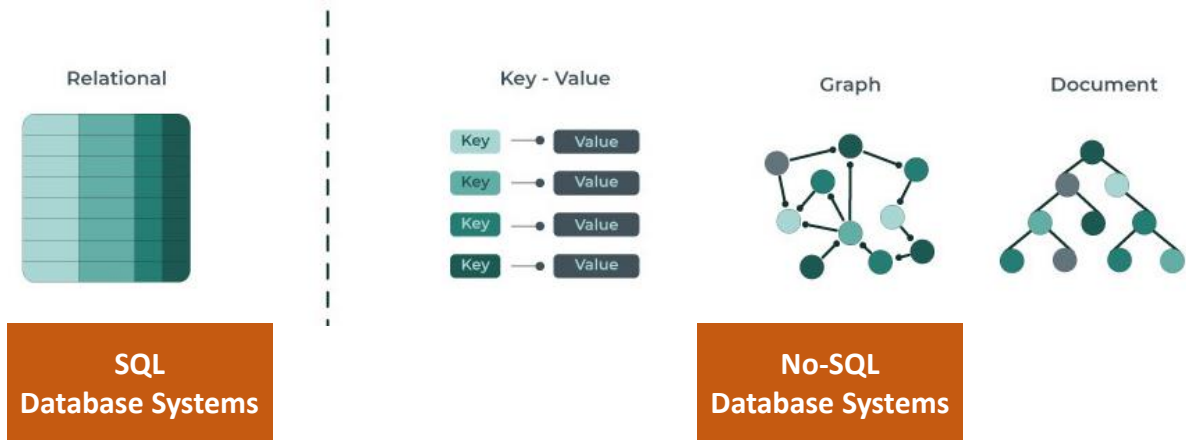 Relational
Key - Value
Graph
Document
Key
Value
Key
Value
Key
Value
Key
Value
SQL
Database Systems
No-SQL
Database Systems